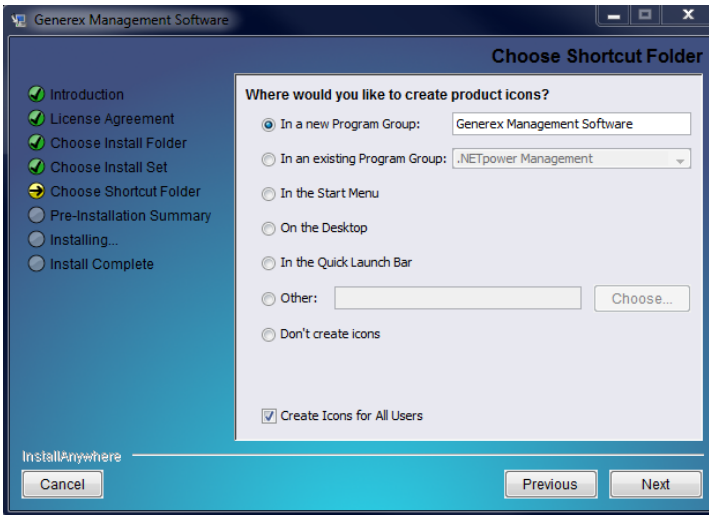 Generex Management Software
Choose Shortcut Folder
Introduction
License Agreement
Choose Install Folder
Choose Install Set
Choose Shortcut Folder
Pre-Installation Summary
Installing...
Install Complete
Where would you like to create product icons?
In a new Program Group: Generex Management Software
In an existing Program Group: .NETpower Management
In the Start Menu
On the Desktop
In the Quick Launch Bar
Other: Choose...
Don't create icons
Create Icons for All Users
InstallAnywhere
Cancel Previous Next